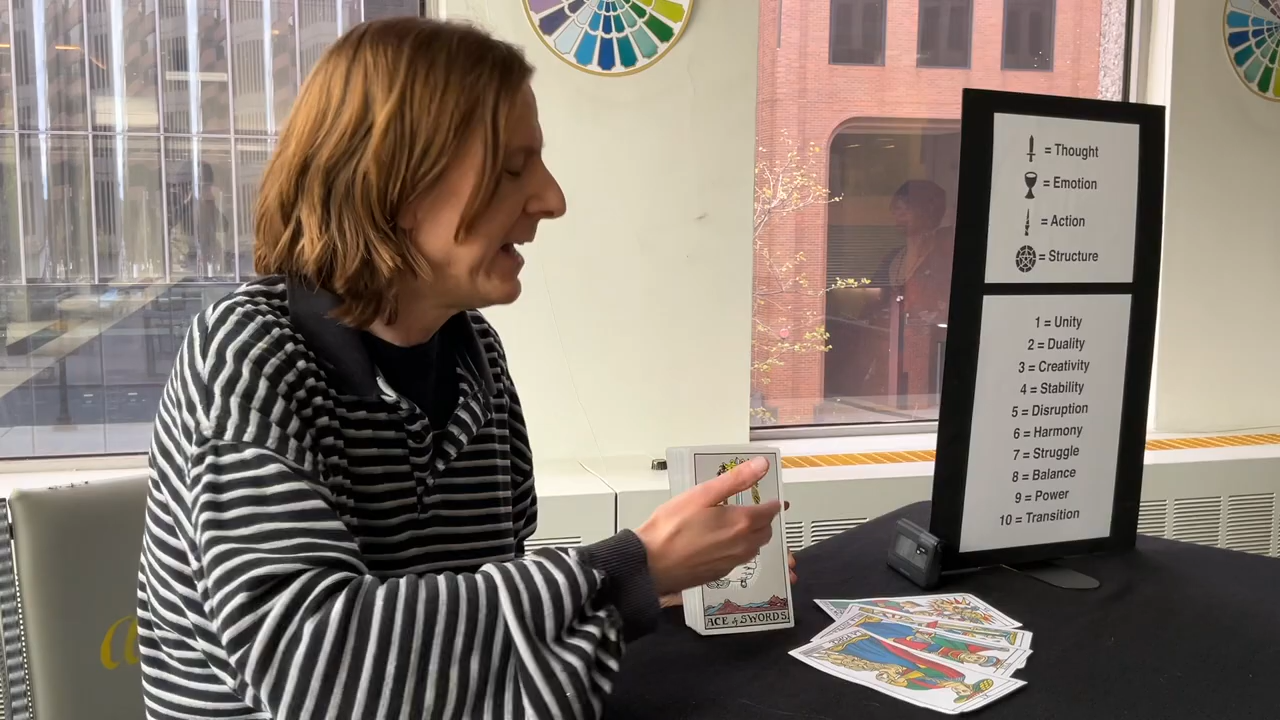 = Thought
= Emotion
= Action
= Structure
1 = Unity
2 = Duality
3 = Creativity
4 = Stability
5 = Disruption
6 = Harmony
7 = Struggle
8 = Balance
9 = Power
10 = Transition
ACE of SWORDS